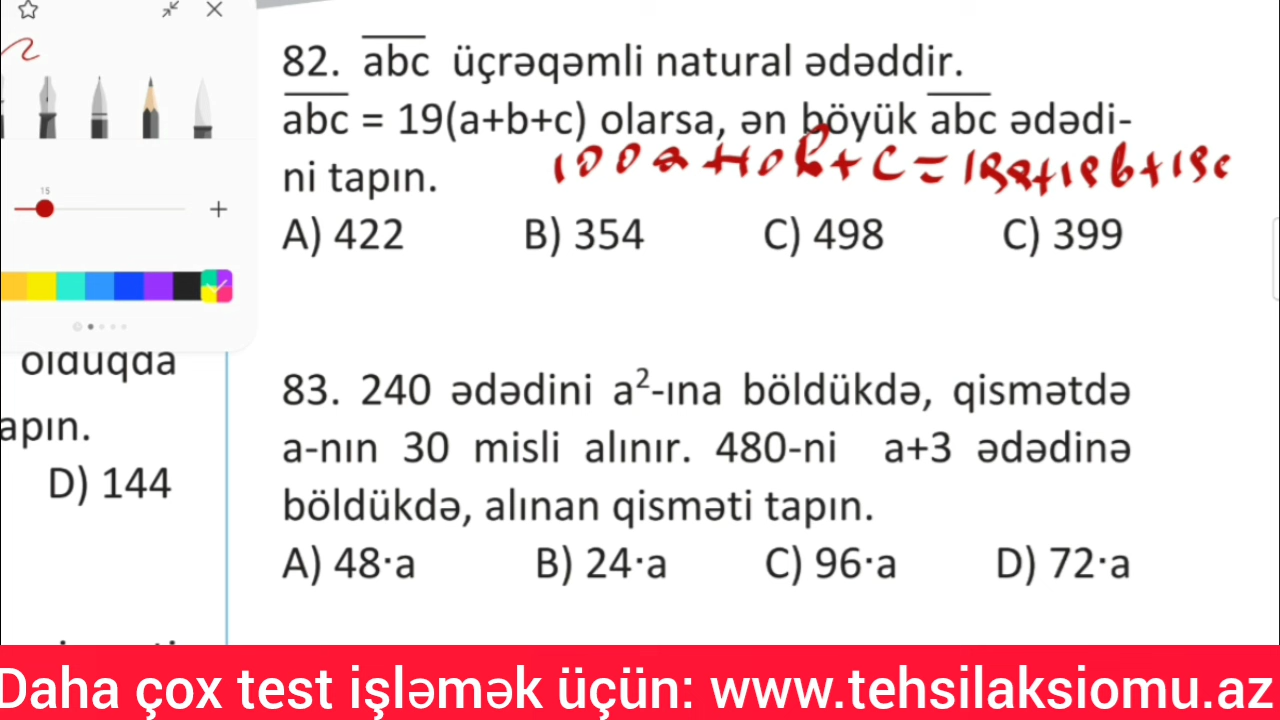 82. abc üçrəqəmli natural ədəddir.
abc = 19(a+b+c) olarsa, ən böyük abc ədədi-
ni tapın.
100a+10b+c=19a+19b+19c
A) 422 B) 354 C) 498 C) 399
15
olduqda
apın.
D) 144
83. 240 ədədini a²-ına böldükdə, qismətdə
a-nın 30 misli alınır. 480-ni a+3 ədədinə
böldükdə, alınan qisməti tapın.
A) 48·a B) 24·a C) 96·a D) 72·a
Daha çox test işləmək üçün: www.tehsilaksiomu.az